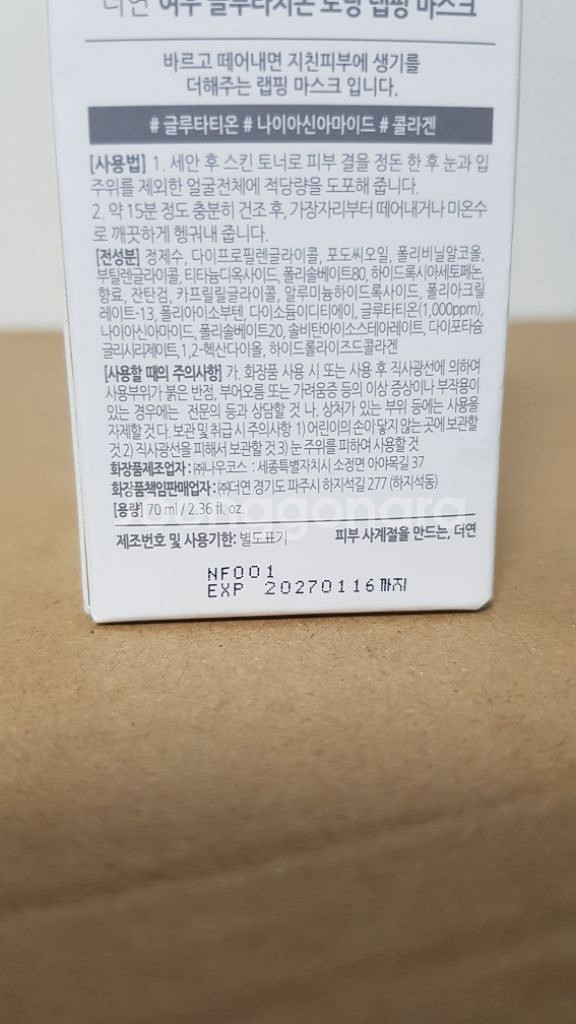 더연 여우 글루타치온 토닝 랩핑 마스크
바르고 떼어내면 지친피부에 생기를
더해주는 랩핑 마스크 입니다.
# 글루타티온 # 나이아신아마이드 # 콜라겐
[사용법] 1. 세안 후 스킨 토너로 피부 결을 정돈 한 후 눈과 입
주위를 제외한 얼굴전체에 적당량을 도포해 줍니다.
2. 약 15분 정도 충분히 건조 후, 가장자리부터 떼어내거나 미온수
로 깨끗하게 헹궈내 줍니다.
[전성분] 정제수, 다이프로필렌글라이콜, 포도씨오일, 폴리비닐알코올,
부틸렌글라이콜, 티타늄디옥사이드, 폴리솔베이트80, 하이드록시아세토페논,
향료, 잔탄검, 카프릴릴글라이콜, 알루미늄하이드록사이드, 폴리아크릴
레이트-13, 폴리아이소부텐, 다이소듐이디티에이, 글루타티온(1,000ppm),
나이아신아마이드, 폴리솔베이트20, 솔비탄아이소스테아레이트, 다이포타슘
글리시리제이트, 1,2-헥산다이올, 하이드롤라이즈드콜라겐
[사용할 때의 주의사항] 가. 화장품 사용 시 또는 사용 후 직사광선에 의하여
사용부위가 붉은 반점, 부어오름 또는 가려움증 등의 이상 증상이나 부작용이
있는 경우에는 전문의 등과 상담할 것 나. 상처가 있는 부위 등에는 사용을
자제할 것 다. 보관 및 취급 시 주의사항 1) 어린이의 손이 닿지 않는 곳에 보관할
것 2) 직사광선을 피해서 보관할 것 3) 눈 주위를 피하여 사용할 것
화장품제조업자 : ㈜나우코스 : 세종특별자치시 소정면 아야목길 37
화장품책임판매업자 : ㈜더연 경기도 파주시 하지석길 277 (하지석동)
[용량] 70 ml / 2.36 fl. oz.
joonggonara
제조번호 및 사용기한: 별도표기 피부 사계절을 만드는, 더연
NF001
EXP 20270116까지